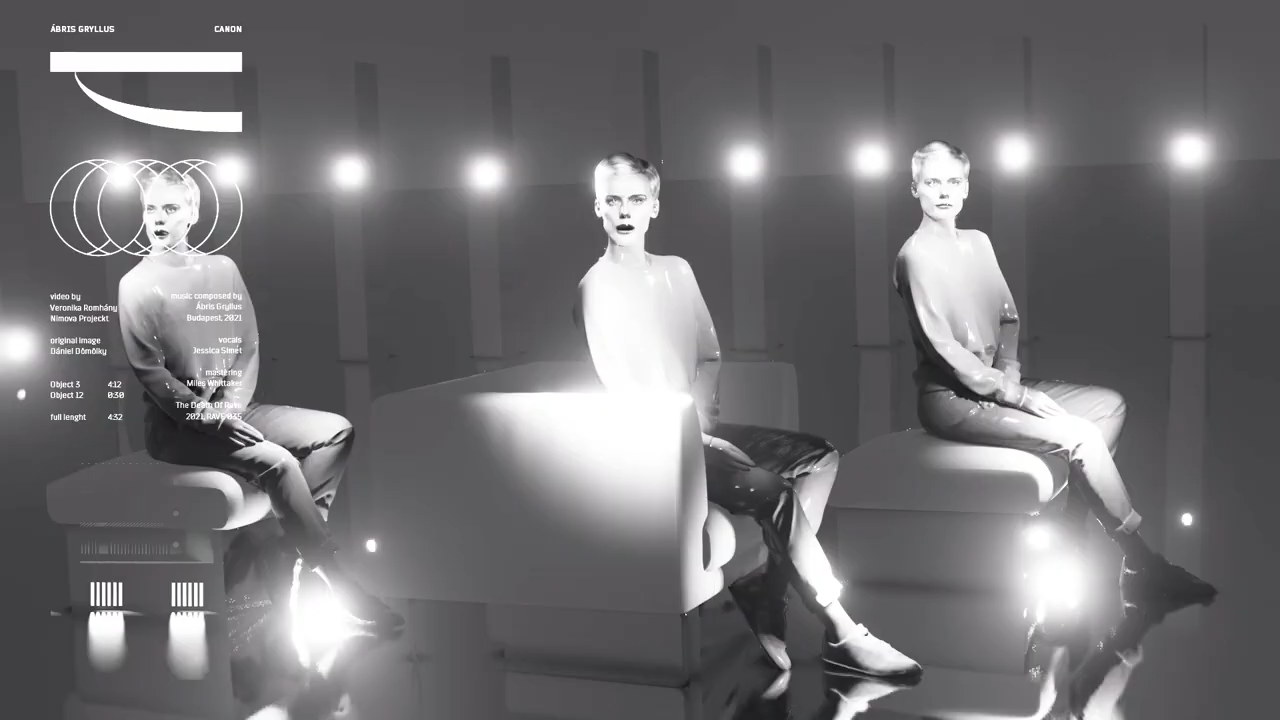 ÁBRIS GRYLLUS
CANON
video by
Veronika Romhány
Nimova Projeckt
music composed by
Ábris Gryllus
Budapest, 2021
original image
Dániel Dömölky
vocals
Jessica Simet
mastering
Miles Whittaker
Object 3 4:12
Object 12 0:30
The Death Of Rave
2021, RAVE035
full lenght 4:32